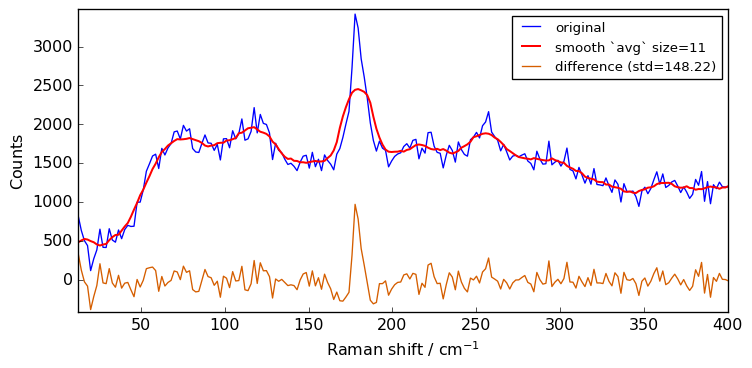 original
smooth `avg` size=11
difference (std=148.22)
Counts
3000
2500
2000
1500
1000
500
0
50 100 150 200 250 300 350 400
Raman shift / cm⁻¹